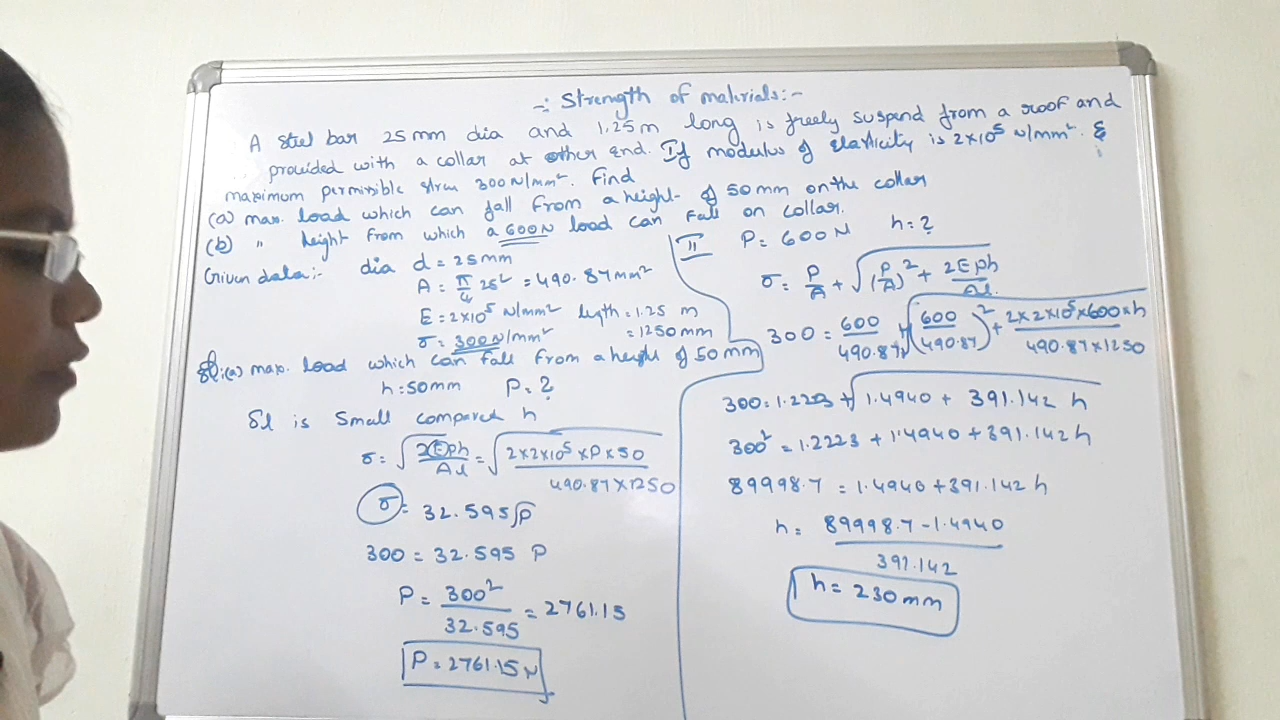 -: Strength of materials:-
A steel bar 25 mm dia and 1.25 m long is freely suspend from a roof and
provided with a collar at other end. If modulus of elasticity is 2×10⁵ N/mm². &
maximum permissible stress 300 N/mm². Find
(a) max. load which can fall from a height of 50 mm on the collar
(b) " height from which a 600N load can fall on collar.
Given data:- dia d = 25mm
A = π/4 25² = 490.87mm²
E = 2×10⁵ N/mm² length = 1.25 m
= 1250 mm
σ = 300 N/mm²
Sol:(a) max. load which can fall from a height of 50 mm
h = 50mm P = ?
δl is small compared h
σ = √2EPh/Al = √2×2×10⁵×P×50/490.87×1250
σ = 32.595√P
300 = 32.595 P
P = 300²/32.595 = 2761.15
P = 2761.15 N
II P = 600 N h = ?
σ = P/A + √(P/A)² + 2EPh/Al
300 = 600/490.87 + √(600/490.87)² + 2×2×10⁵×600×h/490.87×1250
300 = 1.2223 + √1.4940 + 391.142 h
300² = 1.2223 + 1.4940 + 391.142 h
89998.7 = 1.4940 + 391.142 h
h = 89998.7 - 1.4940/391.142
h = 230 mm